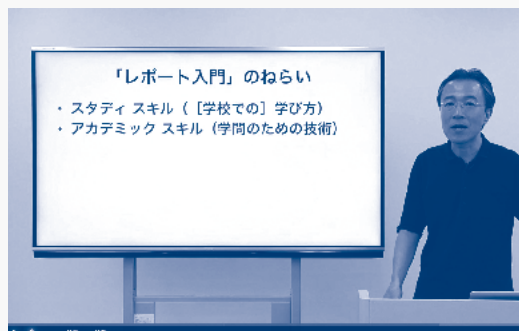 「レポート入門」のねらい
・スタディ スキル（［学校での］学び方）
・アカデミック スキル（学問のための技術）